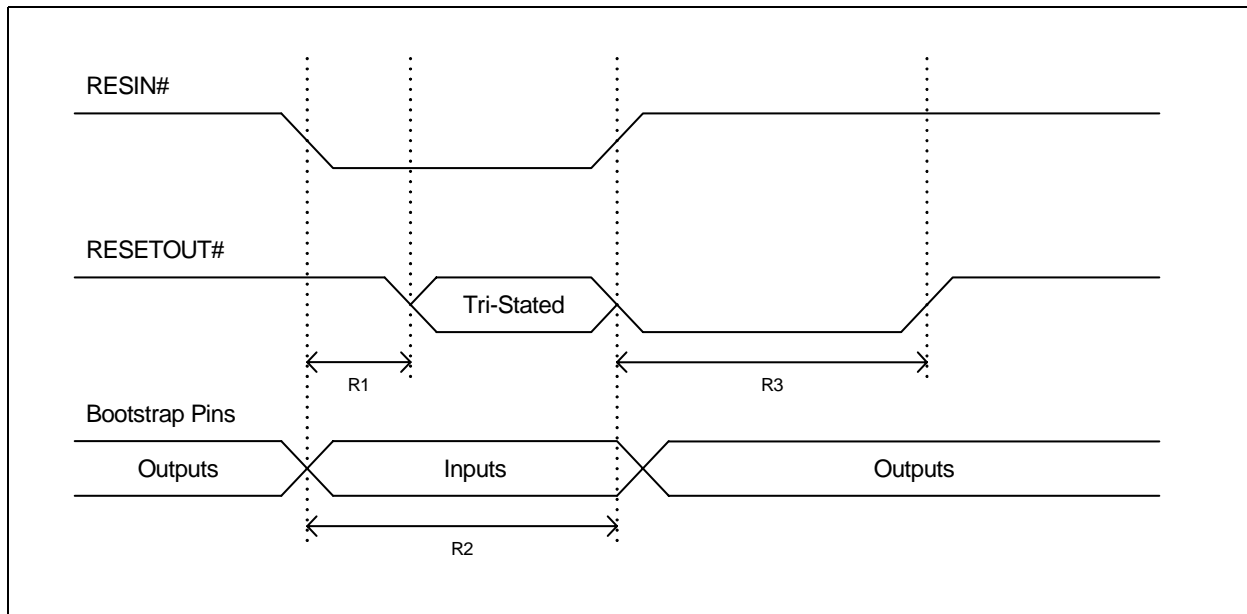 RESIN#
RESETOUT#
Tri-Stated
R1
R3
Bootstrap Pins
Outputs
Inputs
Outputs
R2